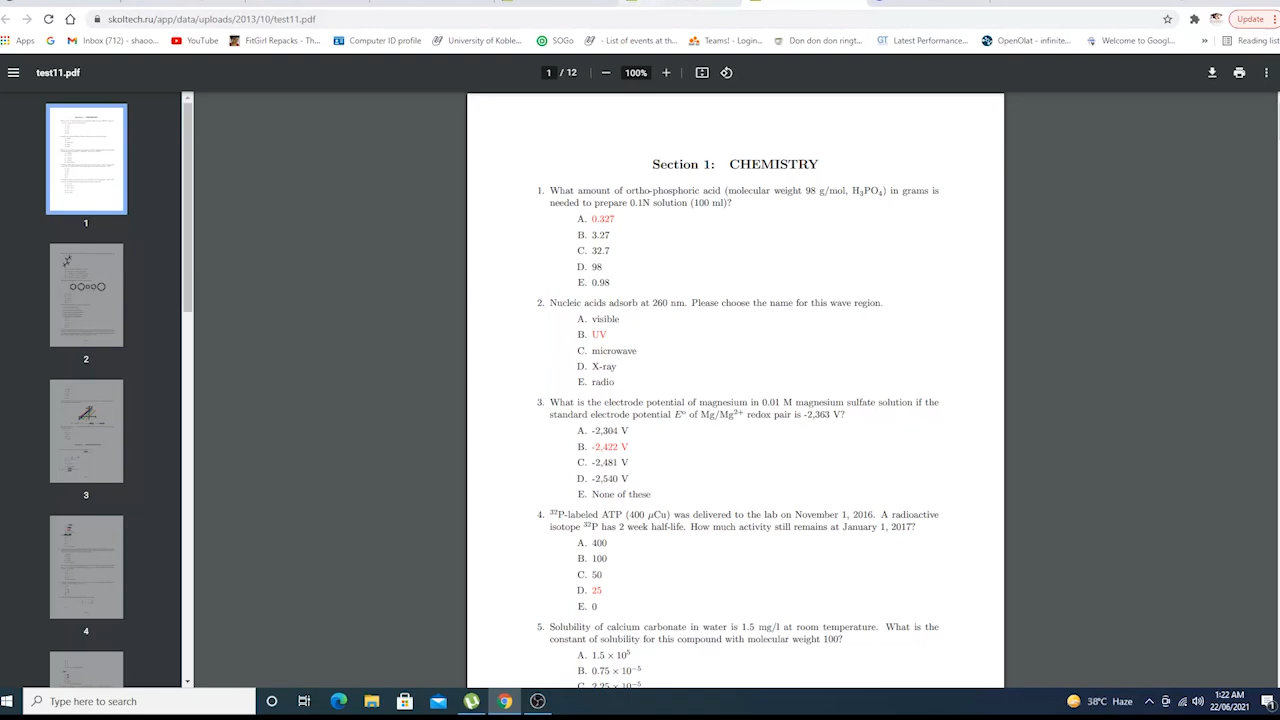 skoltech.ru/app/data/uploads/2013/10/test11.pdf
Update
Apps
Inbox (712) - shaoo...
YouTube
FitGirl Repacks - Th...
Computer ID profile
University of Koble...
SOGo
- List of events at th...
Teams! - Login...
Don don don ringt...
GT Latest Performance...
OpenOlat - infinite...
Welcome to Googl...
»
Reading list
test11.pdf
1 / 12
100%
Section 1: CHEMISTRY
1. What amount of ortho-phosphoric acid (molecular weight 98 g/mol, H₃PO₄) in grams is
needed to prepare 0.1N solution (100 ml)?
A. 0.327
B. 3.27
C. 32.7
D. 98
E. 0.98
2. Nucleic acids adsorb at 260 nm. Please choose the name for this wave region.
A. visible
B. UV
C. microwave
D. X-ray
E. radio
3. What is the electrode potential of magnesium in 0.01 M magnesium sulfate solution if the
standard electrode potential E° of Mg/Mg²⁺ redox pair is -2,363 V?
A. -2,304 V
B. -2,422 V
C. -2,481 V
D. -2,540 V
E. None of these
4. ³²P-labeled ATP (400 μCu) was delivered to the lab on November 1, 2016. A radioactive
isotope ³²P has 2 week half-life. How much activity still remains at January 1, 2017?
A. 400
B. 100
C. 50
D. 25
E. 0
5. Solubility of calcium carbonate in water is 1.5 mg/l at room temperature. What is the
constant of solubility for this compound with molecular weight 100?
A. 1.5 × 10⁵
B. 0.75 × 10⁻⁵
C. 2.25 × 10⁻⁵
1
2
3
4
Type here to search
38°C Haze
1:22 AM
22/06/2021